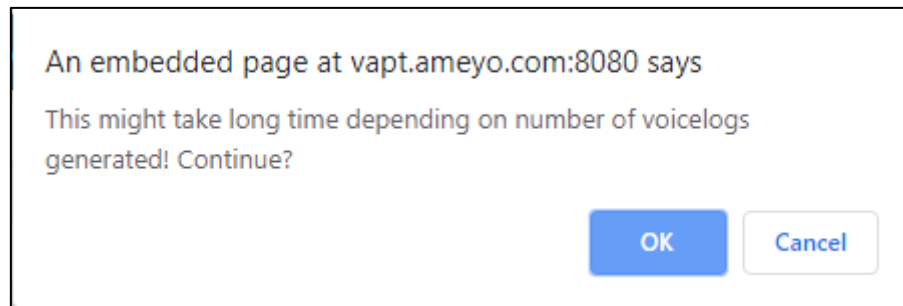 An embedded page at vapt.ameyo.com:8080 says
This might take long time depending on number of voicelogs
generated! Continue?
OK
Cancel